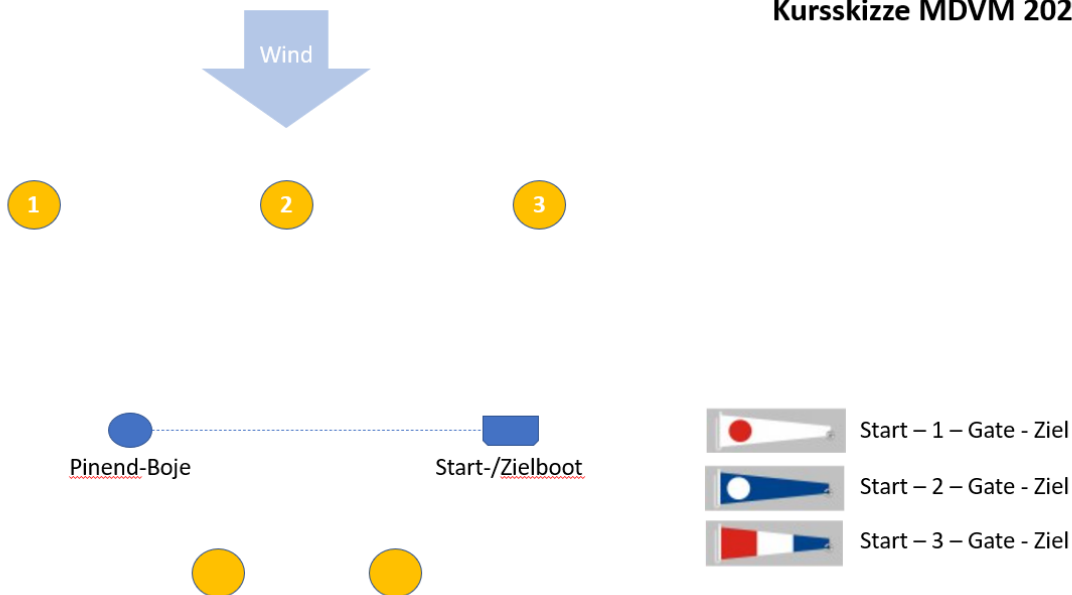 Kursskizze MDVM 202
Wind
1
2
3
Pinend-Boje
Start-/Zielboot
Start – 1 – Gate - Ziel
Start – 2 – Gate - Ziel
Start – 3 – Gate - Ziel